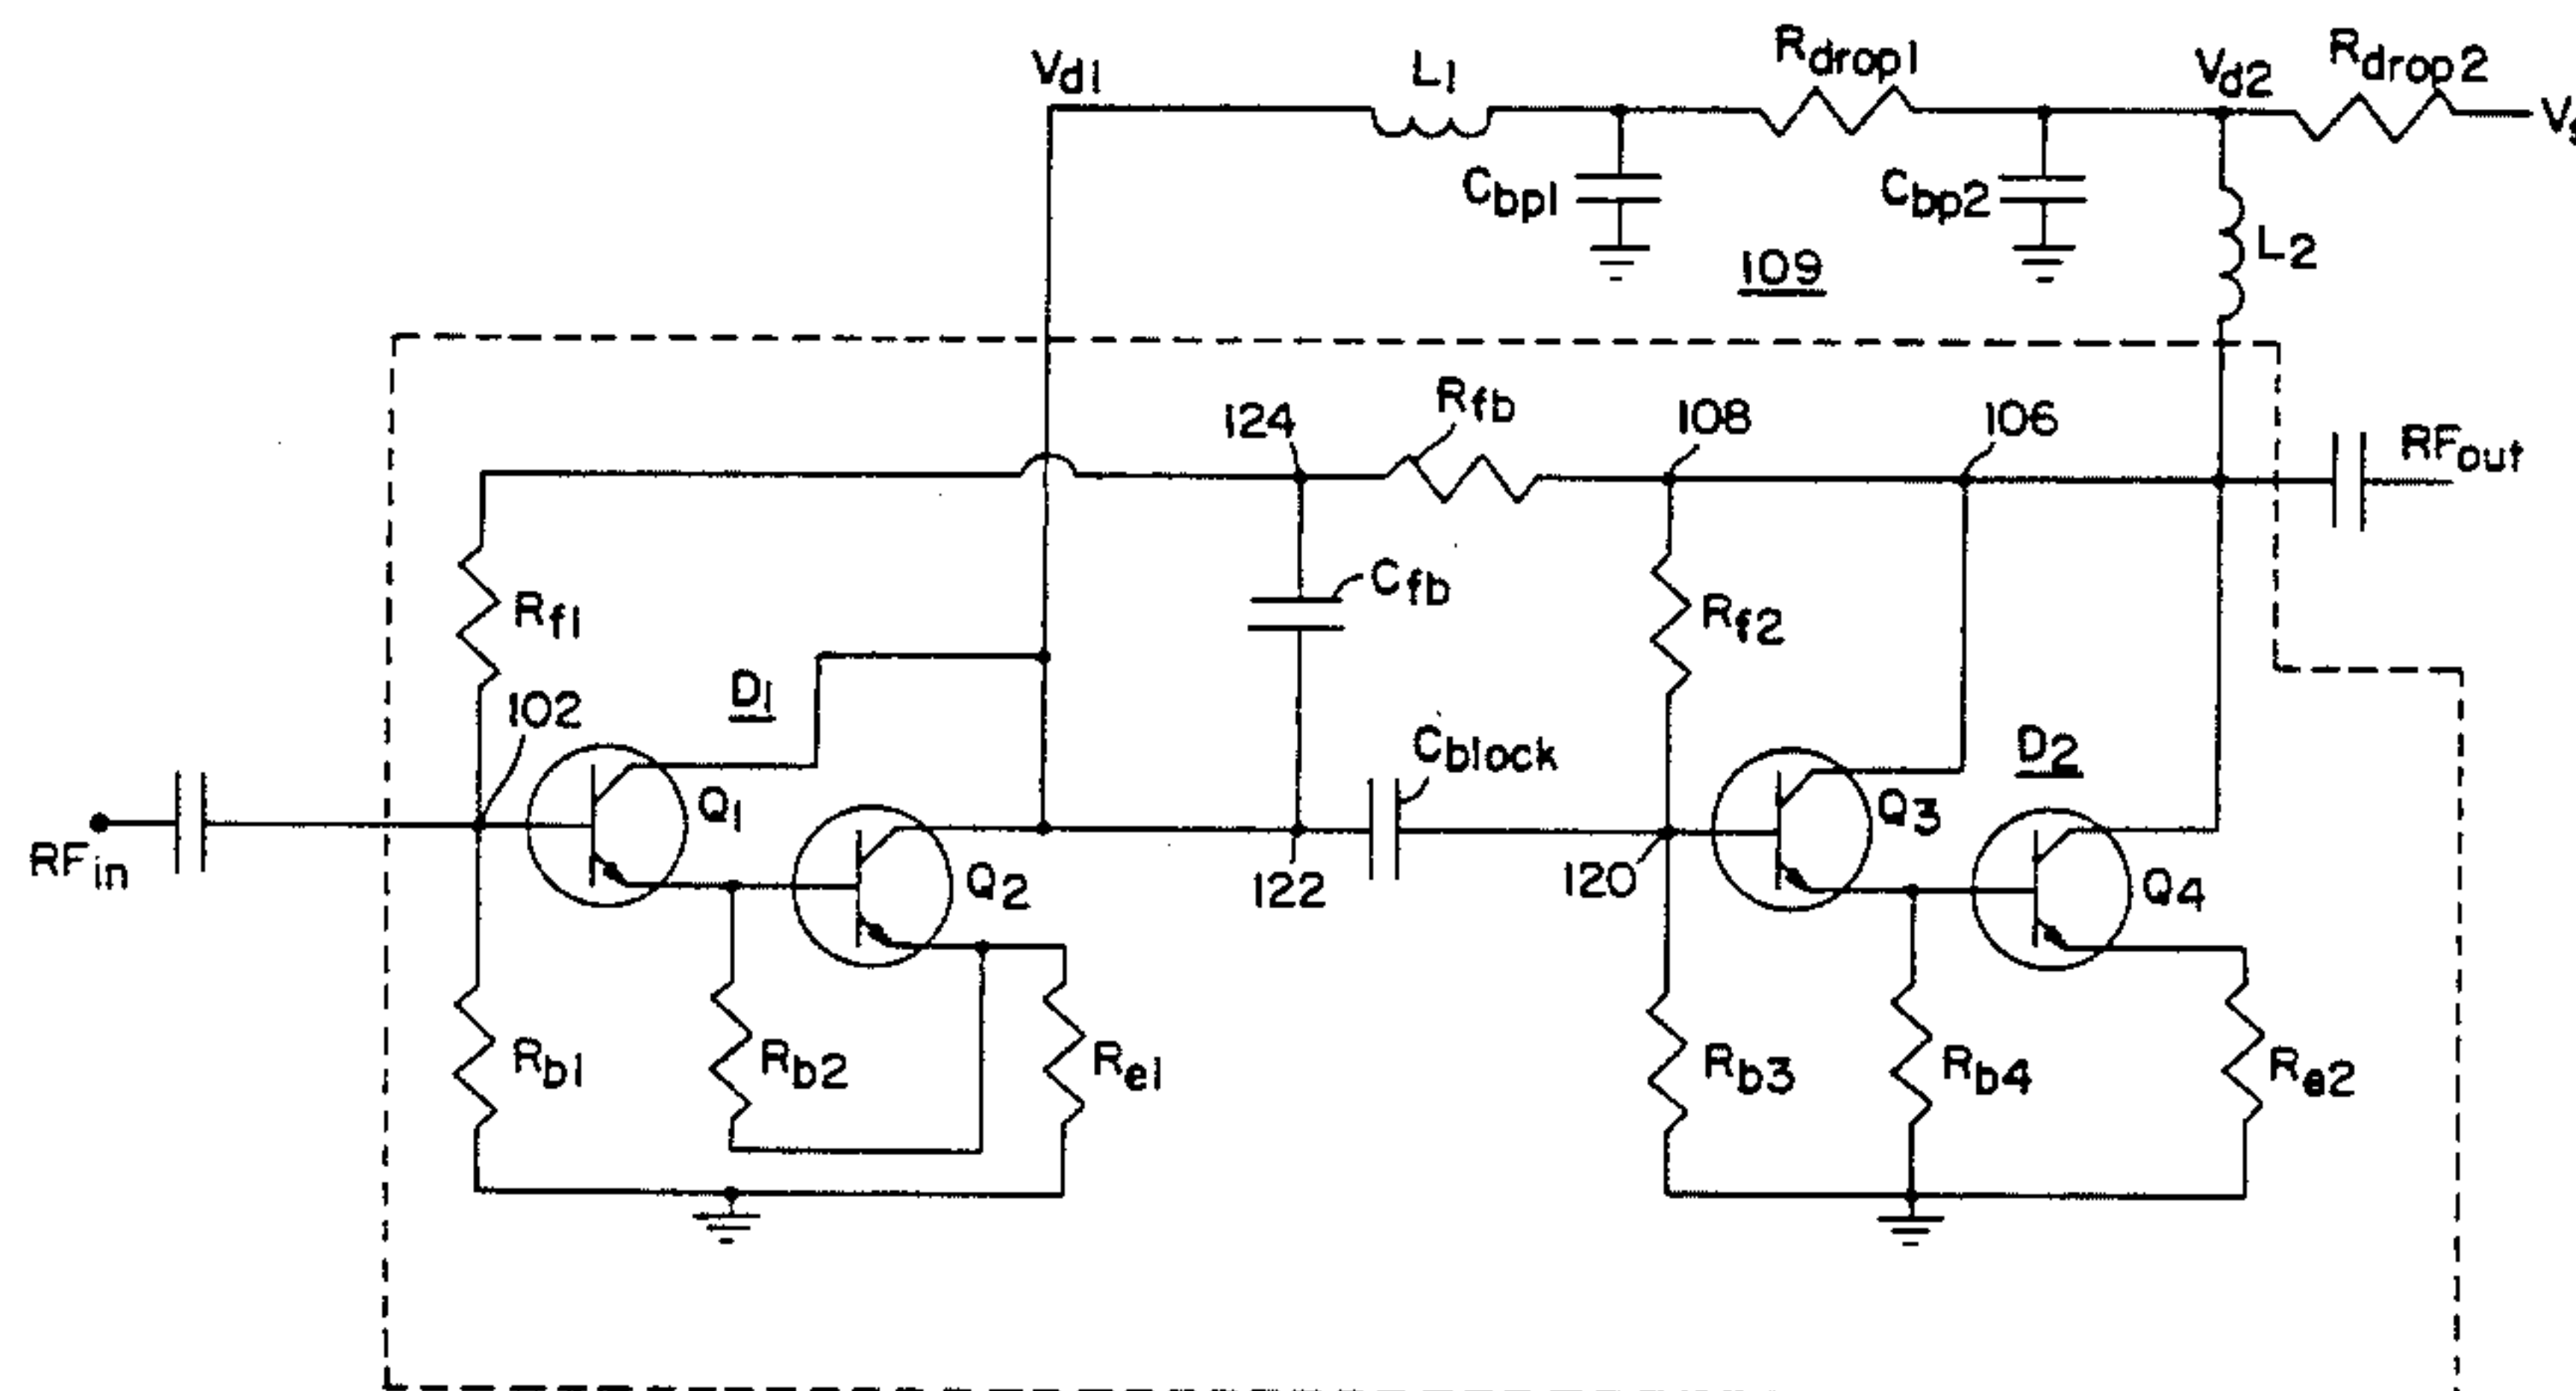 Vd1
L1
Rdrop1
Vd2
Rdrop2
Cbp1
Cbp2
L2
109
124
Rfb
108
106
RFout
Rf1
Cfb
Rf2
102
D1
Cblock
D2
Q1
Q3
RFin
Q2
122
120
Q4
Rb1
Rb2
Re1
Rb3
Rb4
Re2